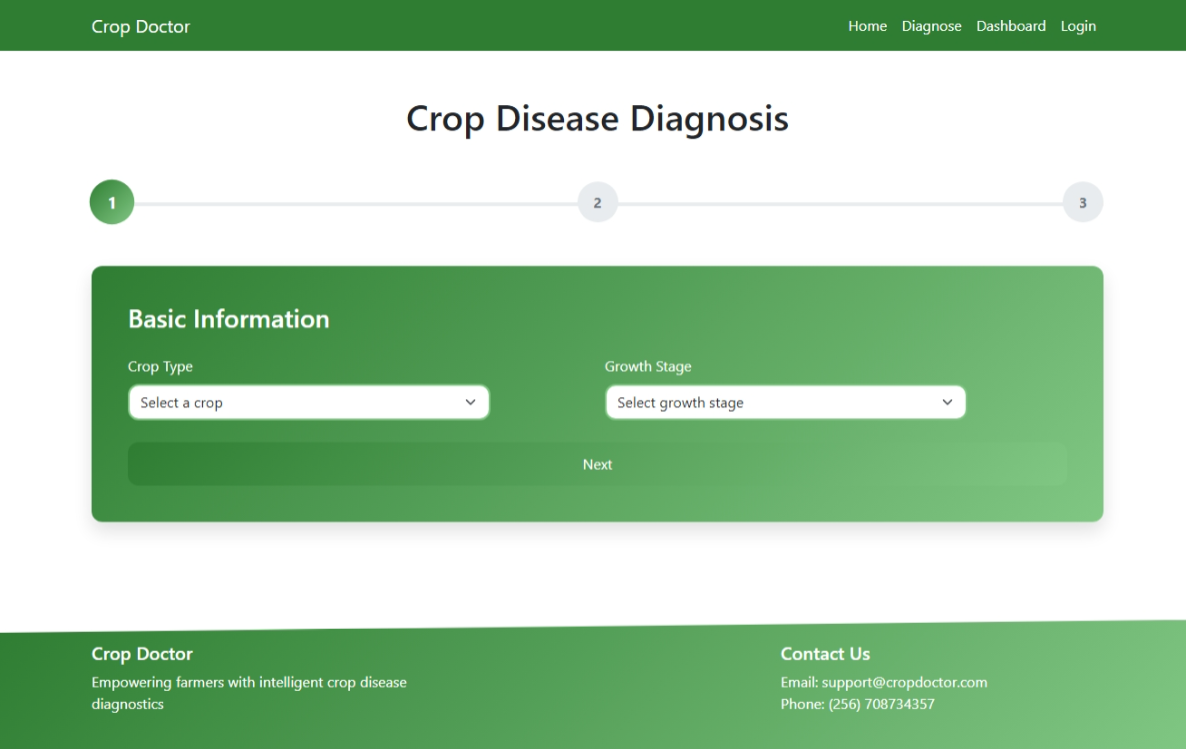 Crop Doctor
Home Diagnose Dashboard Login
Crop Disease Diagnosis
1 2 3
Basic Information
Crop Type Growth Stage
Select a crop Select growth stage
Next
Crop Doctor
Empowering farmers with intelligent crop disease
diagnostics
Contact Us
Email: support@cropdoctor.com
Phone: (256) 708734357